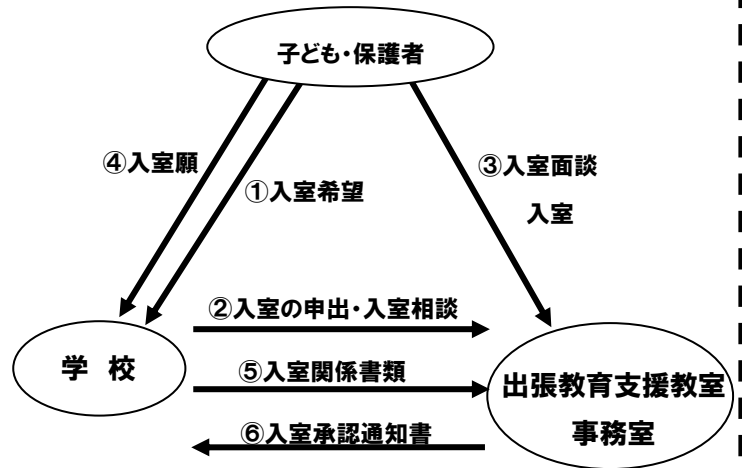 子ども・保護者
④入室願
①入室希望
③入室面談
入室
②入室の申出・入室相談
学 校
⑤入室関係書類
出張教育支援教室
事務室
⑥入室承認通知書